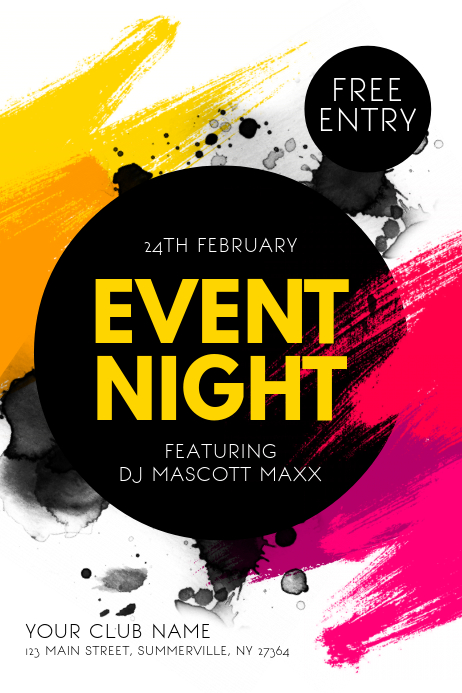 FREE
ENTRY
24TH FEBRUARY
EVENT
NIGHT
FEATURING
DJ MASCOTT MAXX
YOUR CLUB NAME
123 MAIN STREET, SUMMERVILLE, NY 27364